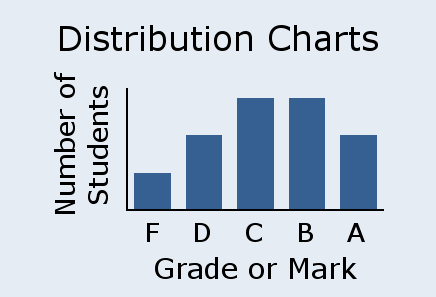 Distribution Charts
Number of
Students
F D C B A
Grade or Mark